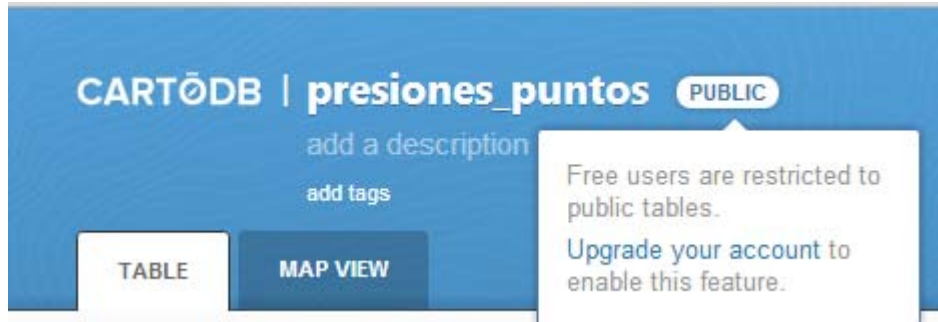 CARTŌDB | presiones_puntos PUBLIC
add a description
add tags
Free users are restricted to
public tables.
Upgrade your account to
enable this feature.
TABLE MAP VIEW